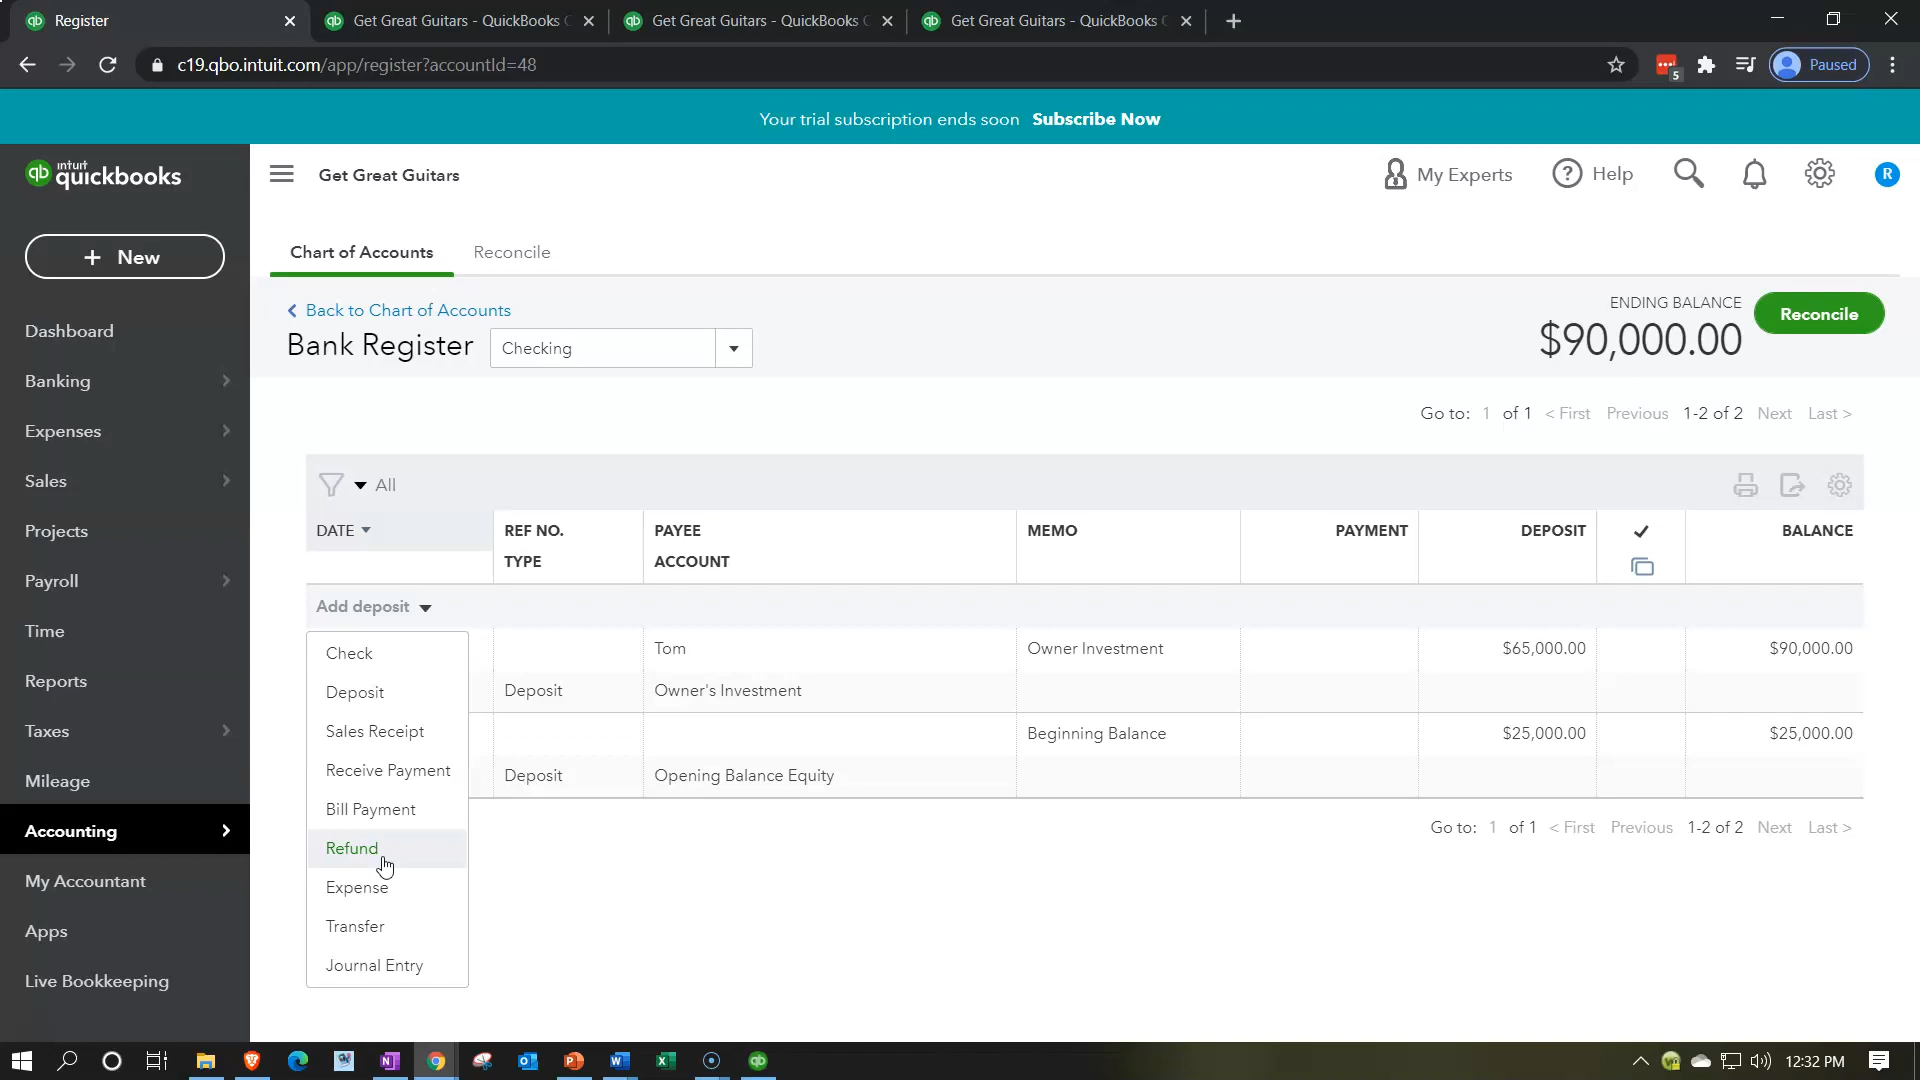 Register
Get Great Guitars - QuickBooks C
Get Great Guitars - QuickBooks C
Get Great Guitars - QuickBooks C
c19.qbo.intuit.com/app/register?accountId=48
5
Paused
Your trial subscription ends soon Subscribe Now
qb intuit quickbooks
Get Great Guitars
My Experts
? Help
R
+ New
Chart of Accounts
Reconcile
Dashboard
Banking
Expenses
Sales
Projects
Payroll
Time
Reports
Taxes
Mileage
Accounting
My Accountant
Apps
Live Bookkeeping
< Back to Chart of Accounts
Bank Register
Checking
ENDING BALANCE
$90,000.00
Reconcile
Go to: 1 of 1 < First Previous 1-2 of 2 Next Last >
All
DATE REF NO. PAYEE MEMO PAYMENT DEPOSIT ✓ BALANCE
TYPE ACCOUNT
Add deposit
Tom Owner Investment $65,000.00 $90,000.00
Deposit Owner's Investment
Beginning Balance $25,000.00 $25,000.00
Deposit Opening Balance Equity
Check
Deposit
Sales Receipt
Receive Payment
Bill Payment
Refund
Expense
Transfer
Journal Entry
Go to: 1 of 1 < First Previous 1-2 of 2 Next Last >
12:32 PM